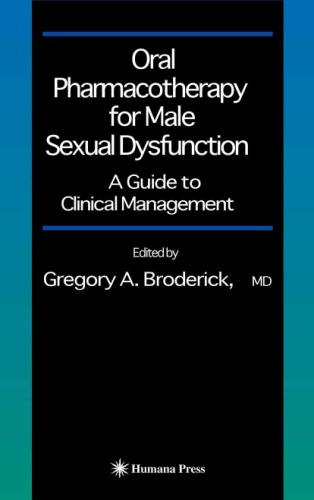 Oral
Pharmacotherapy
for Male
Sexual Dysfunction
A Guide to
Clinical Management
Edited by
Gregory A. Broderick, MD
Humana Press